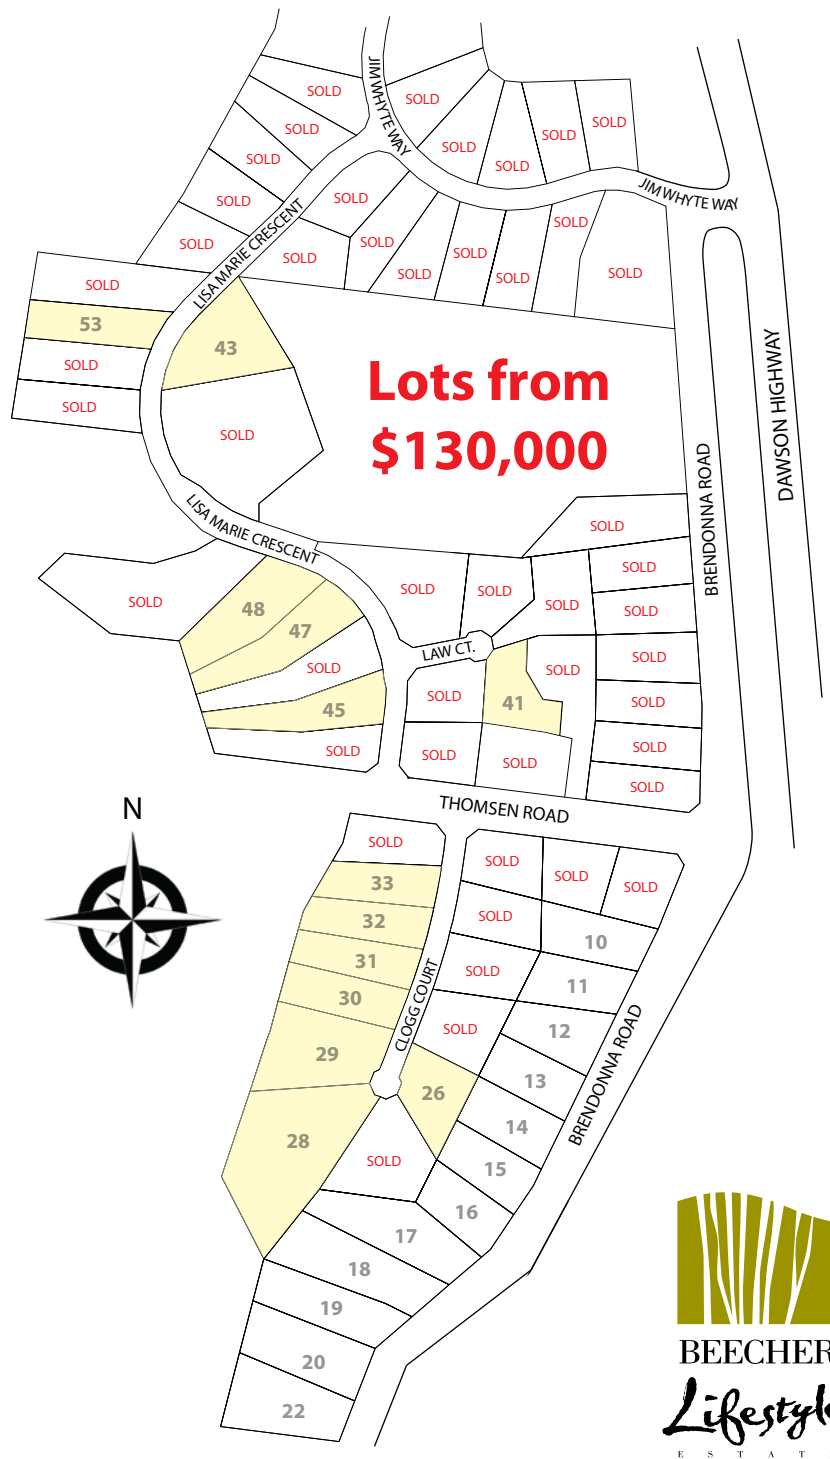 JIM WHYTE WAY
SOLD
SOLD
SOLD
SOLD
SOLD
SOLD
SOLD
SOLD
SOLD
SOLD
JIM WHYTE WAY
SOLD
SOLD
SOLD
SOLD
SOLD
SOLD
SOLD
SOLD
LISA MARIE CRESCENT
SOLD
53
SOLD
SOLD
43
SOLD
Lots from
$130,000
DAWSON HIGHWAY
BRENDONNA ROAD
LISA MARIE CRESCENT
SOLD
SOLD
SOLD
SOLD
SOLD
SOLD
SOLD
48
47
SOLD
45
SOLD
LAW CT.
SOLD
41
SOLD
SOLD
SOLD
SOLD
SOLD
SOLD
SOLD
THOMSEN ROAD
N
SOLD
33
32
31
30
29
28
CLOGG COURT
SOLD
SOLD
SOLD
SOLD
SOLD
SOLD
26
SOLD
10
11
12
13
14
15
16
17
18
19
20
22
BRENDONNA ROAD
BEECHER
Lifestyle
E S T A T